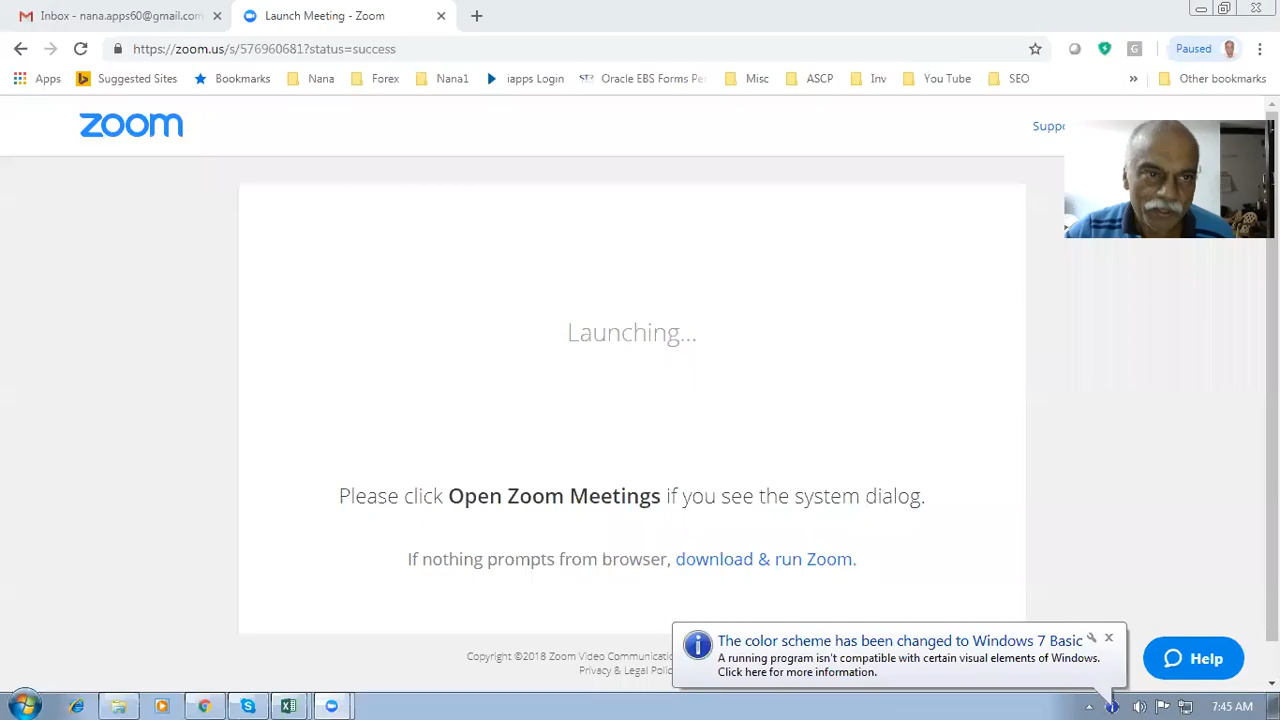 Inbox - nana.apps60@gmail.com
Launch Meeting - Zoom
https://zoom.us/s/576960681?status=success
G
Paused
Apps
Suggested Sites
Bookmarks
Nana
Forex
Nana1
iapps Login
Oracle EBS Forms Pe
Misc
ASCP
Inv
You Tube
SEO
»
Other bookmarks
zoom
Suppo
Launching...
Please click Open Zoom Meetings if you see the system dialog.
If nothing prompts from browser, download & run Zoom.
The color scheme has been changed to Windows 7 Basic
A running program isn't compatible with certain visual elements of Windows.
Click here for more information.
Help
Copyright ©2018 Zoom Video Communicatio
Privacy & Legal Polic
7:45 AM